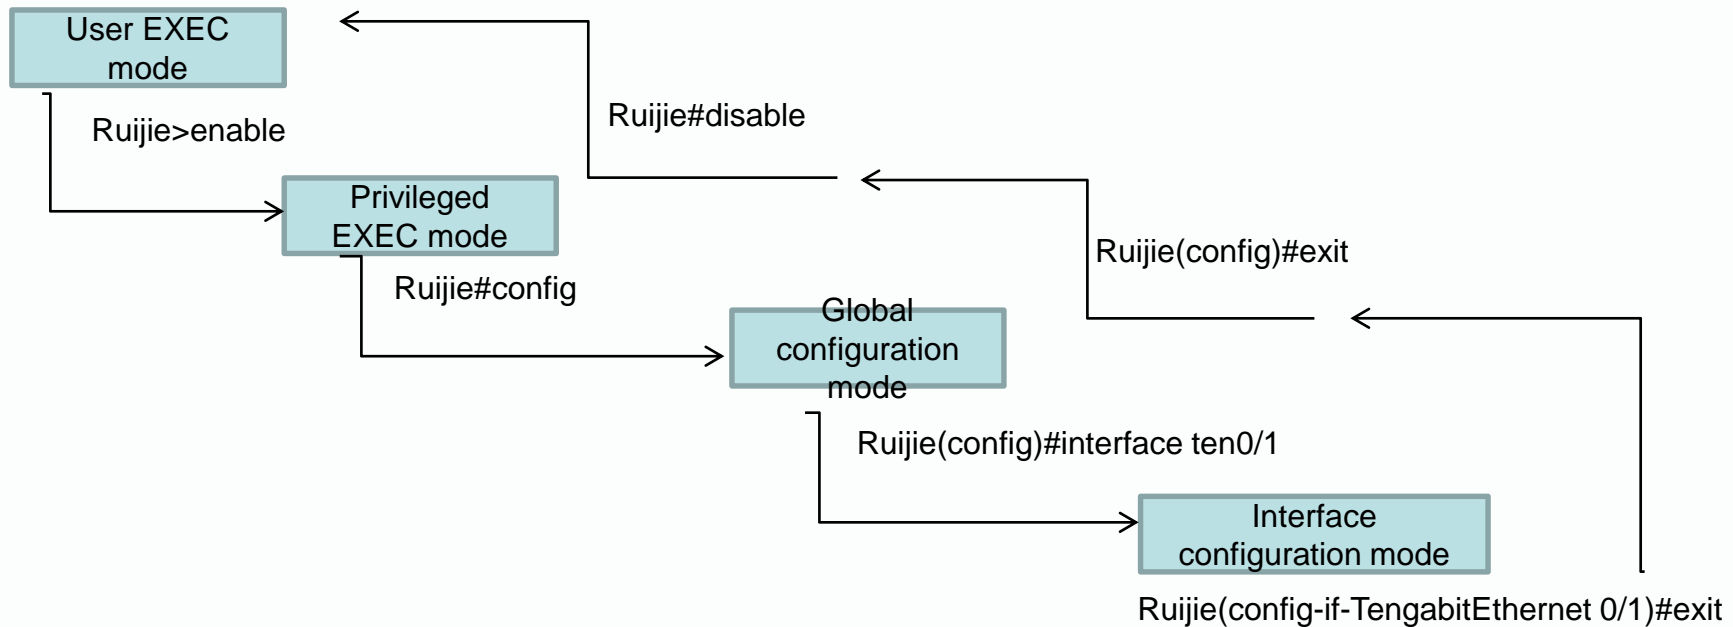 User EXEC
mode
Ruijie>enable
Ruijie#disable
Privileged
EXEC mode
Ruijie(config)#exit
Ruijie#config
Global
configuration
mode
Ruijie(config)#interface ten0/1
Interface
configuration mode
Ruijie(config-if-TengabitEthernet 0/1)#exit